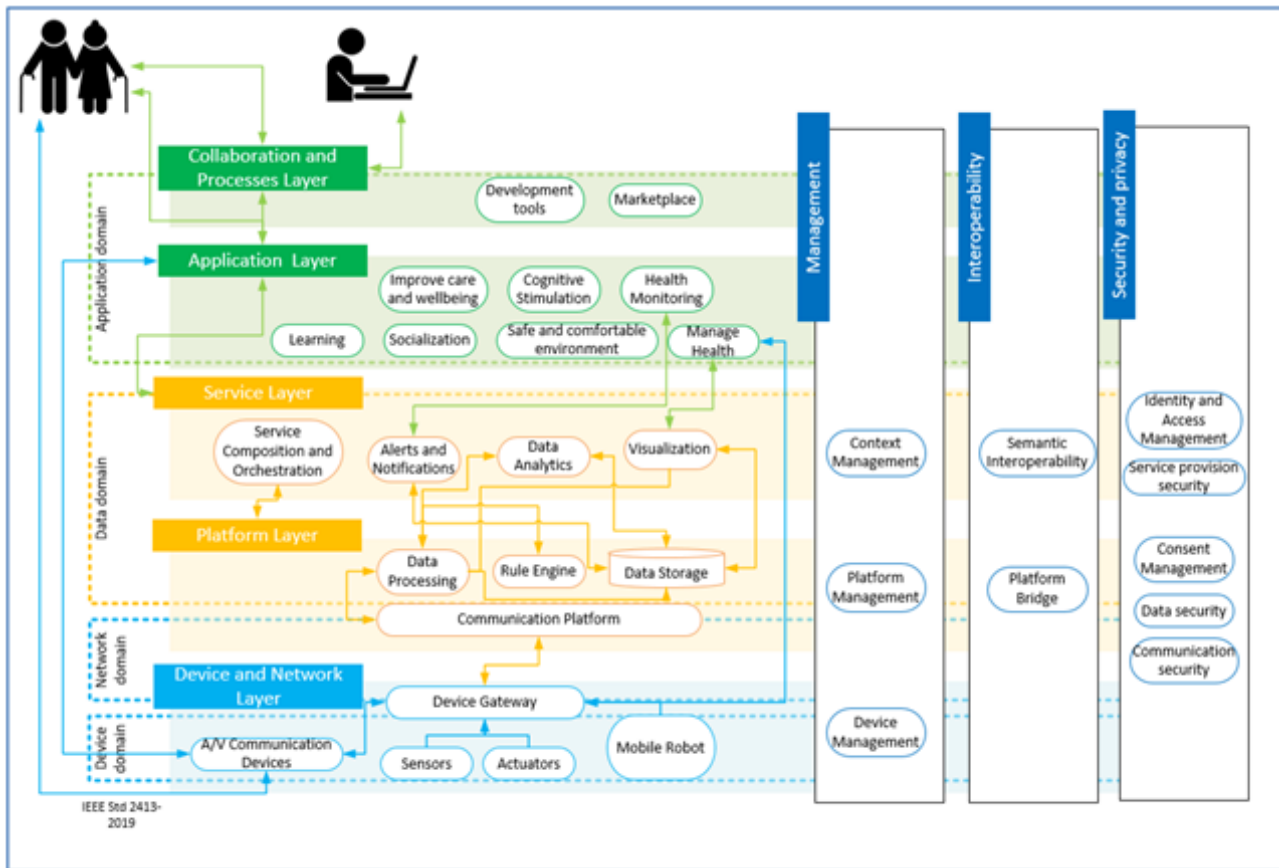 Collaboration and
Processes Layer
Development
tools
Marketplace
Application domain
Application  Layer
Improve care
and wellbeing
Cognitive
Stimulation
Health
Monitoring
Learning
Socialization
Safe and comfortable
environment
Manage
Health
Service Layer
Data domain
Service
Composition and
Orchestration
Alerts and
Notifications
Data
Analytics
Visualization
Platform Layer
Data
Processing
Rule Engine
Data Storage
Communication Platform
Network
domain
Device and Network
Layer
Device Gateway
Device
domain
A/V Communication
Devices
Sensors
Actuators
Mobile Robot
IEEE Std 2413-
2019
Management
Context
Management
Platform
Management
Device
Management
Interoperability
Semantic
Interoperability
Platform
Bridge
Security and privacy
Identity and
Access
Management
Service provision
security
Consent
Management
Data security
Communication
security